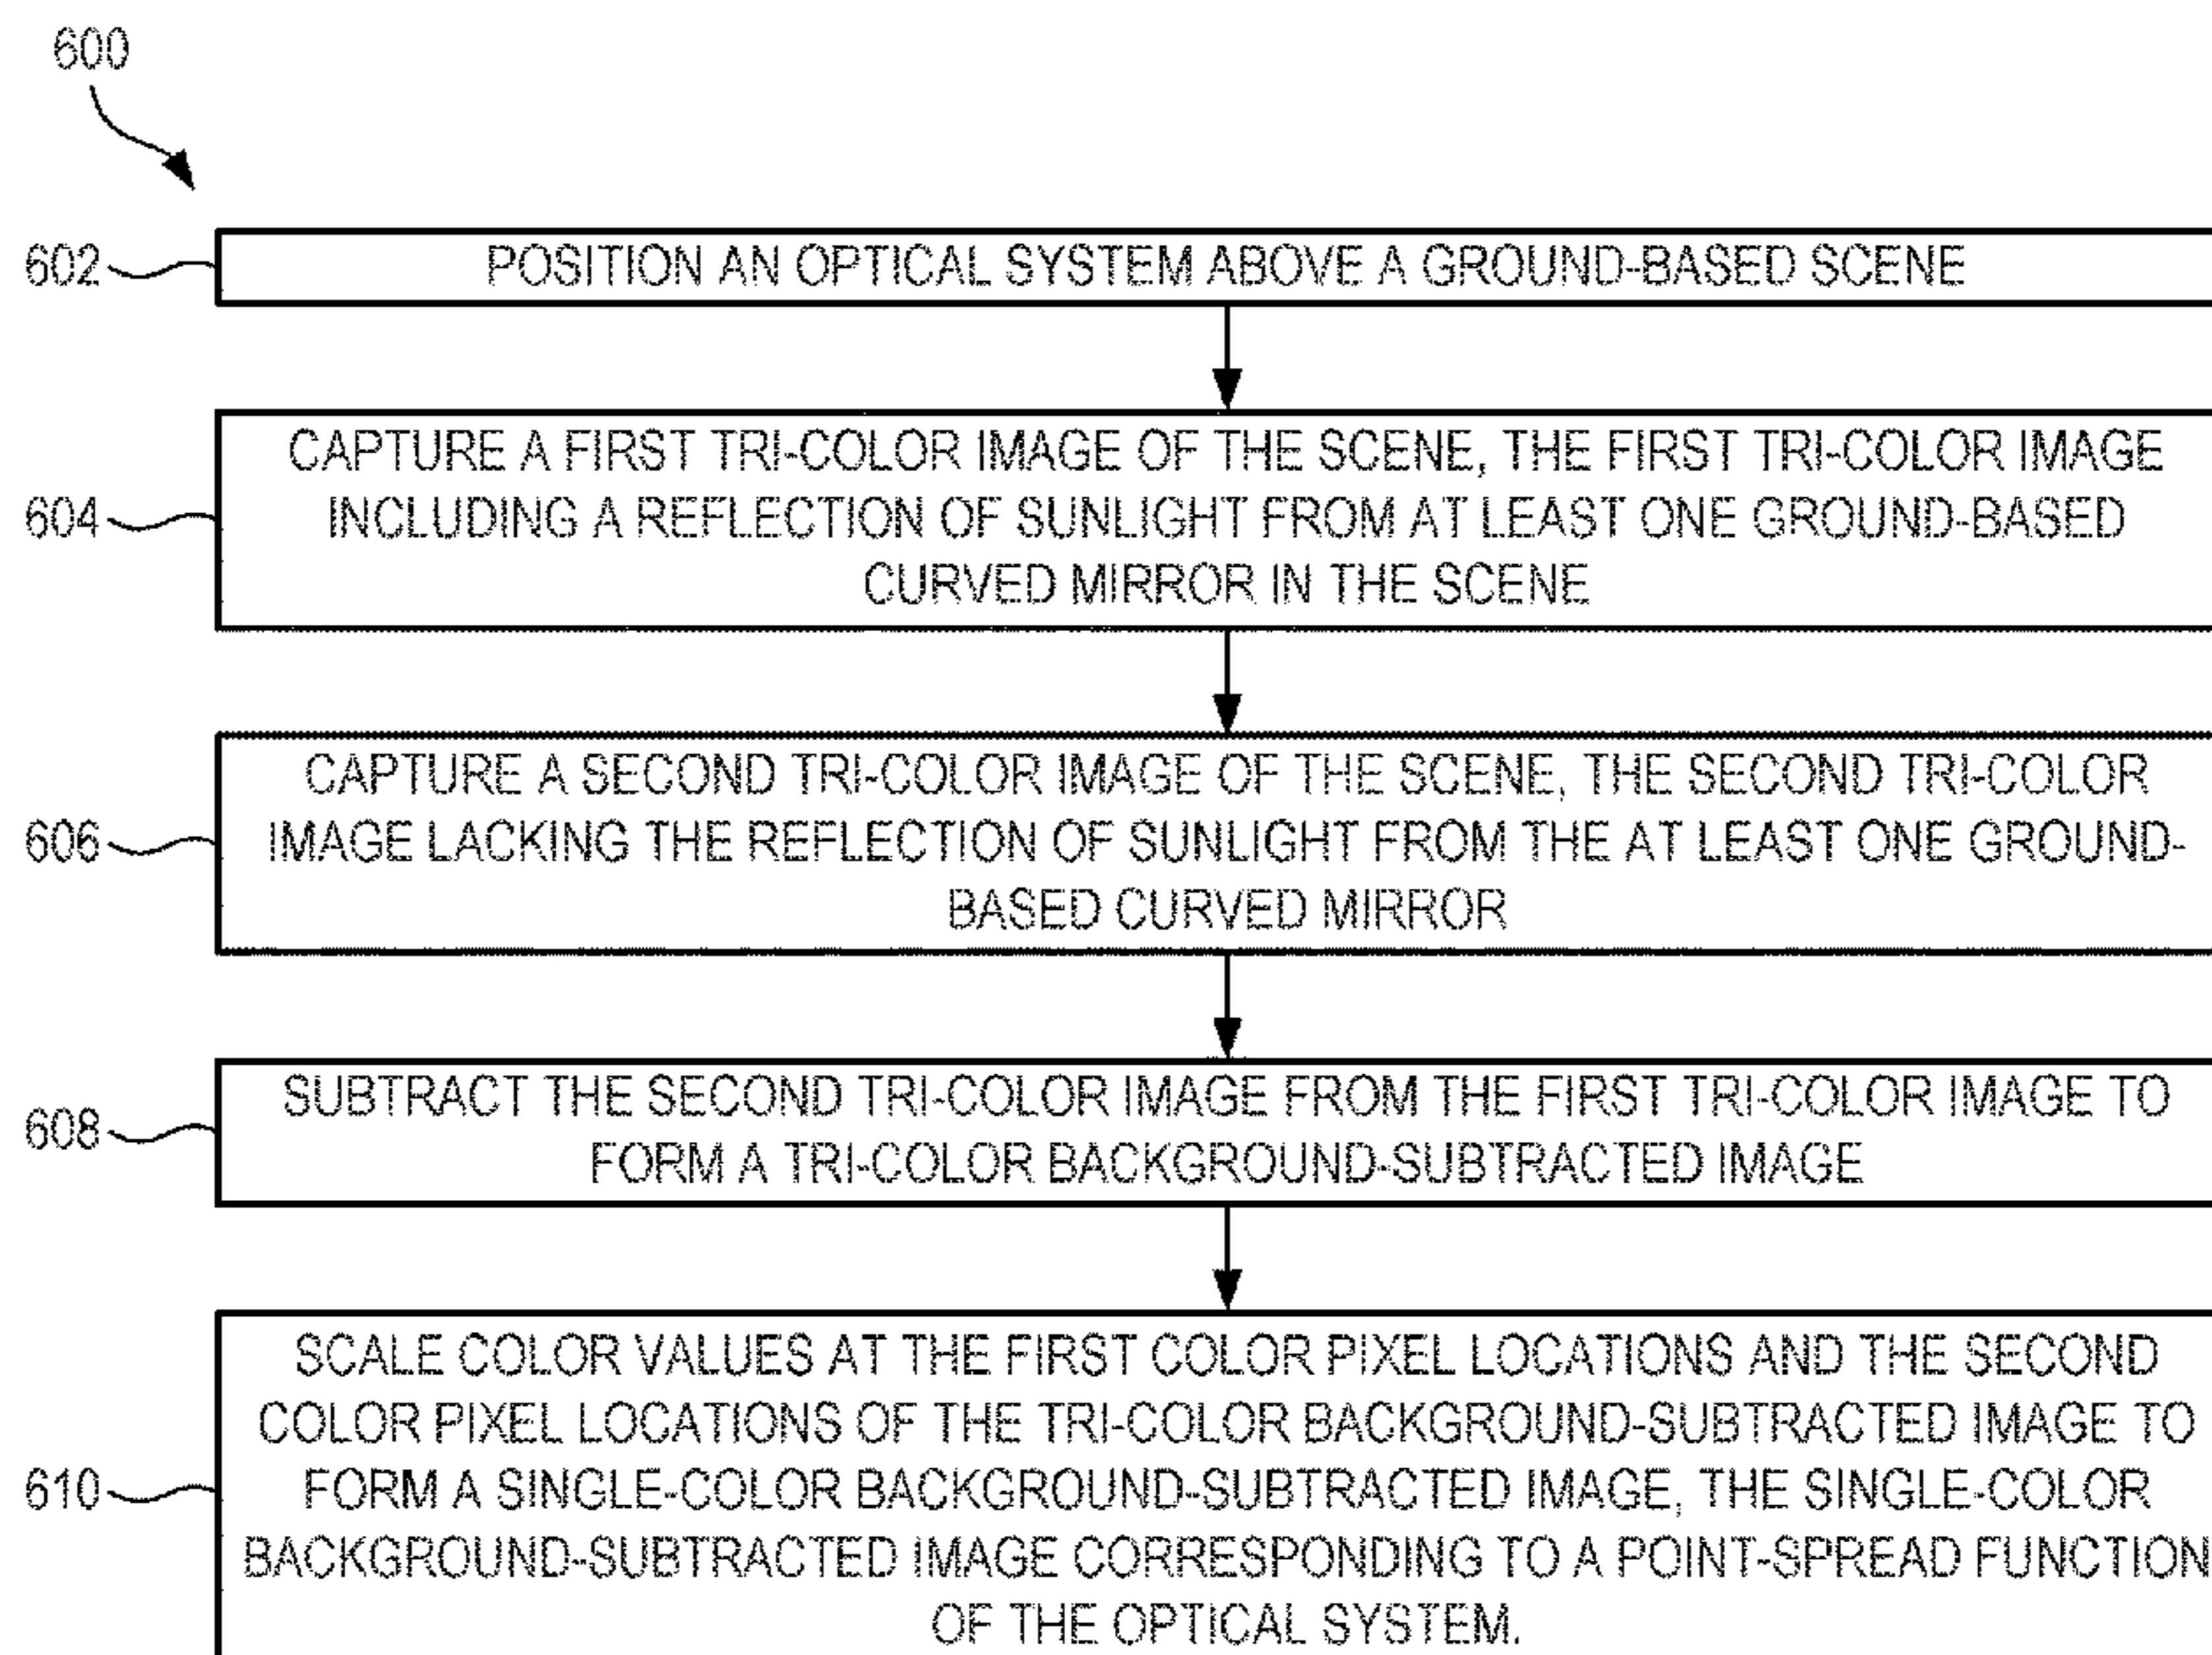 600
602
POSITION AN OPTICAL SYSTEM ABOVE A GROUND-BASED SCENE
604
CAPTURE A FIRST TRI-COLOR IMAGE OF THE SCENE, THE FIRST TRI-COLOR IMAGE
INCLUDING A REFLECTION OF SUNLIGHT FROM AT LEAST ONE GROUND-BASED
CURVED MIRROR IN THE SCENE
606
CAPTURE A SECOND TRI-COLOR IMAGE OF THE SCENE, THE SECOND TRI-COLOR
IMAGE LACKING THE REFLECTION OF SUNLIGHT FROM THE AT LEAST ONE GROUND-
BASED CURVED MIRROR
608
SUBTRACT THE SECOND TRI-COLOR IMAGE FROM THE FIRST TRI-COLOR IMAGE TO
FORM A TRI-COLOR BACKGROUND-SUBTRACTED IMAGE
610
SCALE COLOR VALUES AT THE FIRST COLOR PIXEL LOCATIONS AND THE SECOND
COLOR PIXEL LOCATIONS OF THE TRI-COLOR BACKGROUND-SUBTRACTED IMAGE TO
FORM A SINGLE-COLOR BACKGROUND-SUBTRACTED IMAGE, THE SINGLE-COLOR
BACKGROUND-SUBTRACTED IMAGE CORRESPONDING TO A POINT-SPREAD FUNCTION
OF THE OPTICAL SYSTEM.